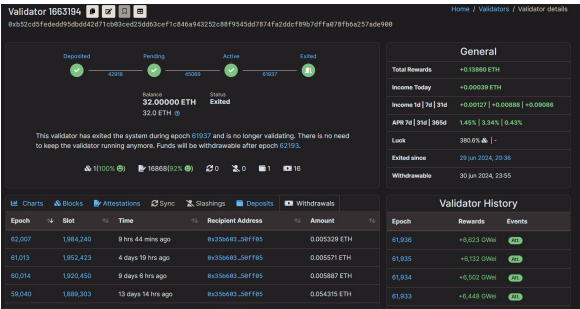 Validator 1663194
Home / Validators / Validator details
0xb52cd5fededd95dbdd42d71cb03ced25dd63cef1c846a943252c88f9545dd7874fa2ddcf89b7dffa078fb6a257ade900
Deposited Pending Active Exited
42916 45069 61937
Balance Status
32.00000 ETH Exited
32.0 ETH
This validator has exited the system during epoch 61937 and is no longer validating. There is no need
to keep the validator running anymore. Funds will be withdrawable after epoch 62193.
1(100%) 16868(92%) 0 0 1 16
General
Total Rewards +0.13860 ETH
Income Today +0.00039 ETH
Income 1d | 7d | 31d +0.00127 | +0.00888 | +0.09086
APR 7d | 31d | 365d 1.45% | 3.34% | 0.43%
Luck 380.6% | -
Exited since 29 jun 2024, 20:36
Withdrawable 30 jun 2024, 23:55
Charts Blocks Attestations Sync Slashings Deposits Withdrawals
Epoch Slot Time Recipient Address Amount
62,007 1,984,240 9 hrs 44 mins ago 0x35b603…50ff05 0.005329 ETH
61,013 1,952,423 4 days 19 hrs ago 0x35b603…50ff05 0.005571 ETH
60,014 1,920,450 9 days 6 hrs ago 0x35b603…50ff05 0.005887 ETH
59,040 1,889,303 13 days 14 hrs ago 0x35b603…50ff05 0.054315 ETH
Validator History
Epoch Rewards Events
61,936 +6,623 GWei Att.
61,935 +6,132 GWei Att.
61,934 +6,502 GWei Att.
61,933 +6,448 GWei Att.